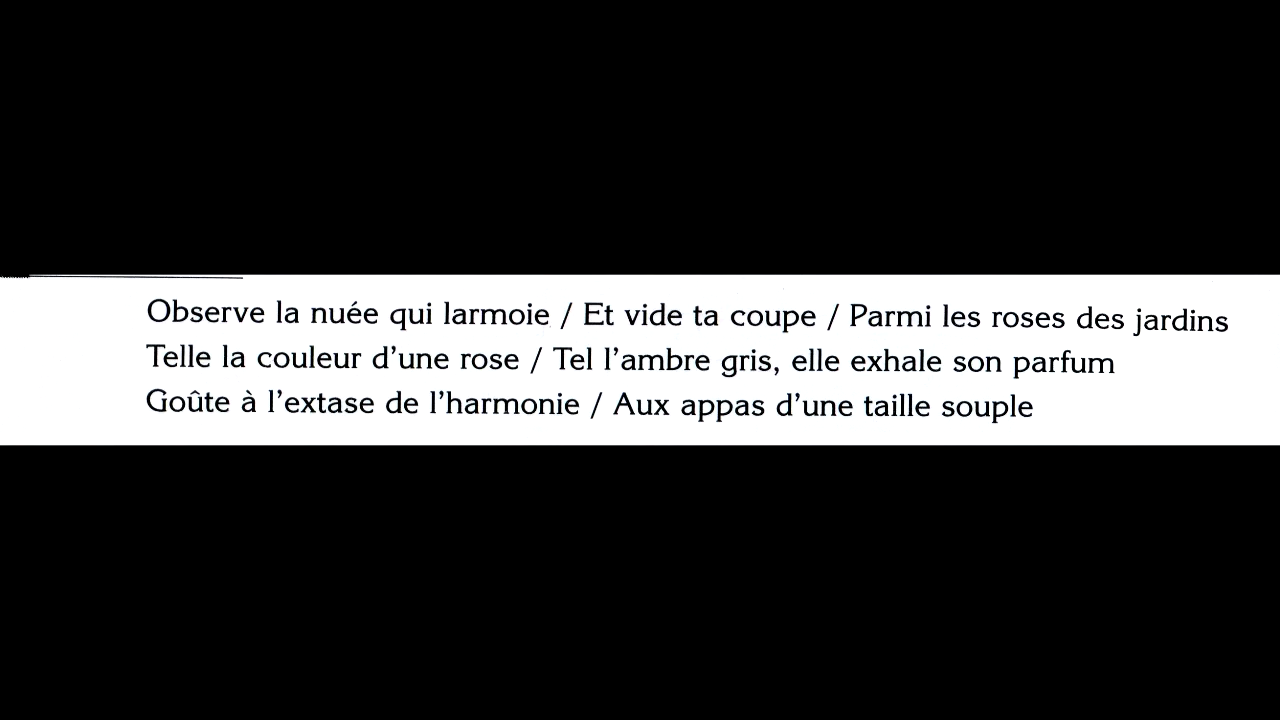 Observe la nuée qui larmoie / Et vide ta coupe / Parmi les roses des jardins
Telle la couleur d’une rose / Tel l’ambre gris, elle exhale son parfum
Goûte à l’extase de l’harmonie / Aux appas d’une taille souple